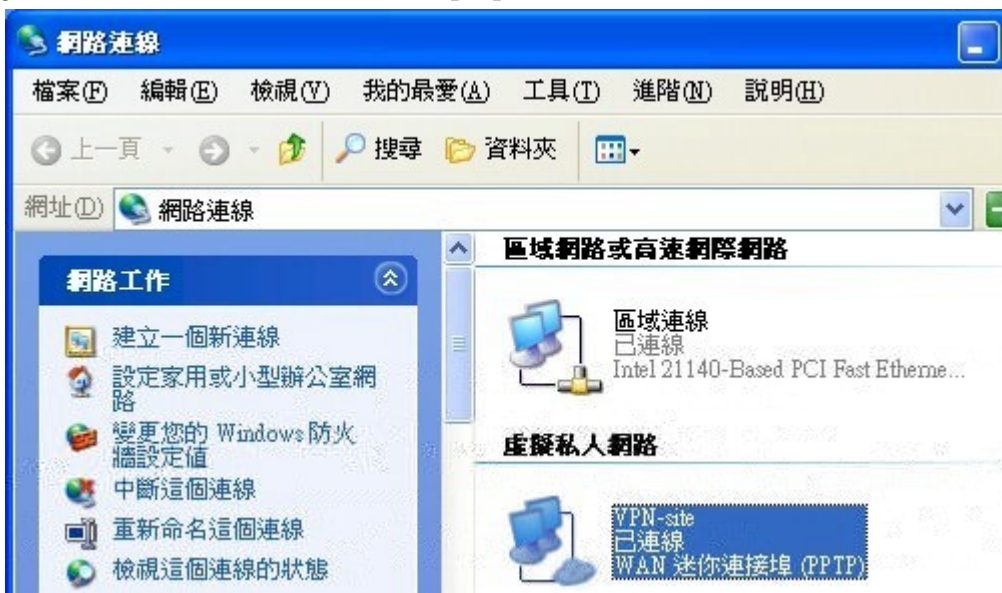 網路連線
檔案(F) 編輯(E) 檢視(V) 我的最愛(A) 工具(T) 進階(N) 說明(H)
上一頁 搜尋 資料夾
網址(D) 網路連線
網路工作
建立一個新連線
設定家用或小型辦公室網
路
變更您的 Windows 防火
牆設定值
中斷這個連線
重新命名這個連線
檢視這個連線的狀態
區域網路或高速網際網路
區域連線
已連線
Intel 21140-Based PCI Fast Etherne...
虛擬私人網路
VPN-site
已連線
WAN 迷你連接埠 (PPTP)